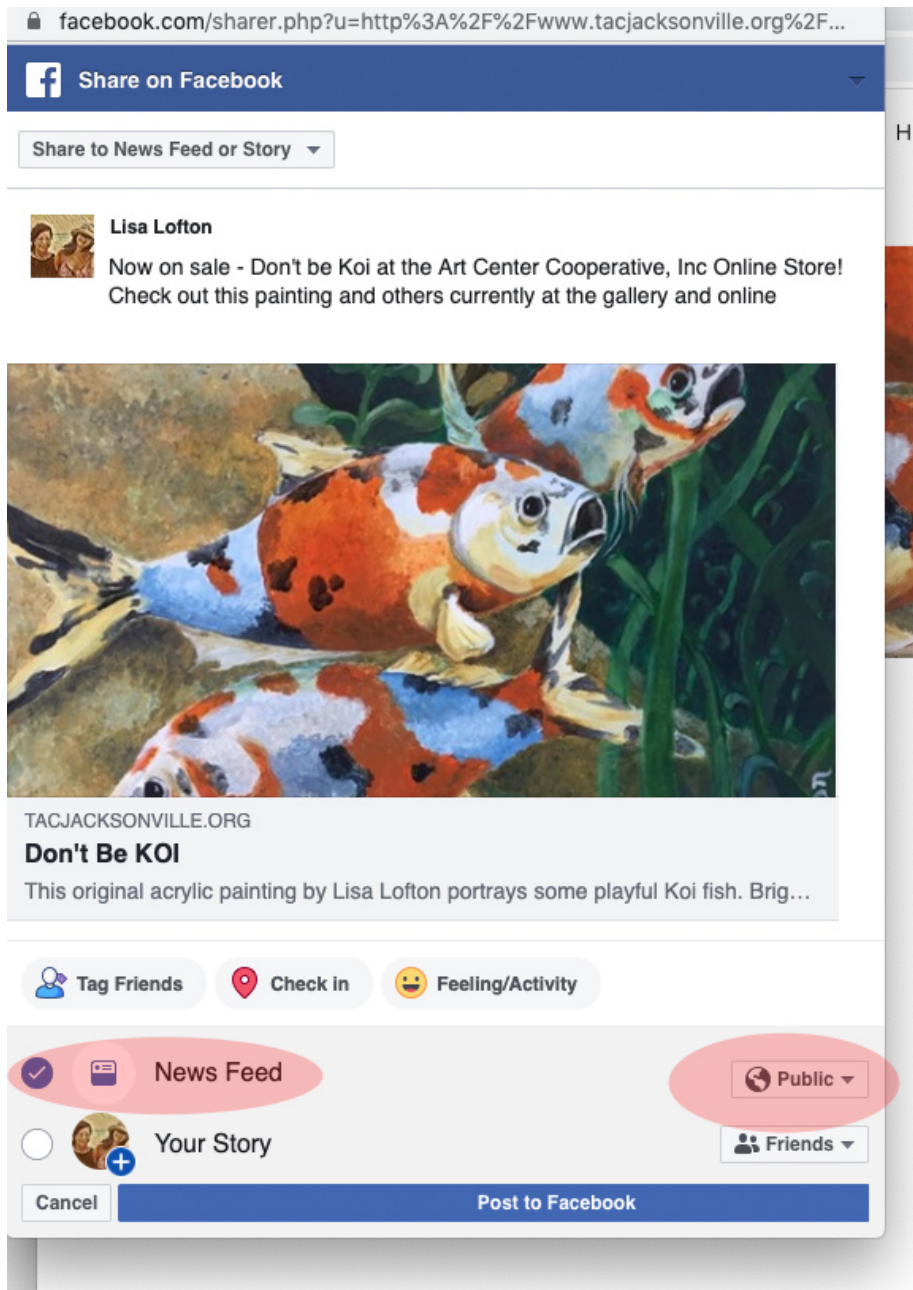 facebook.com/sharer.php?u=http%3A%2F%2Fwww.tacjacksonville.org%2F...
f Share on Facebook
Share to News Feed or Story
H
Lisa Lofton
Now on sale - Don't be Koi at the Art Center Cooperative, Inc Online Store!
Check out this painting and others currently at the gallery and online
TACJACKSONVILLE.ORG
Don't Be KOI
This original acrylic painting by Lisa Lofton portrays some playful Koi fish. Brig...
Tag Friends Check in Feeling/Activity
News Feed Public
Your Story Friends
Cancel Post to Facebook